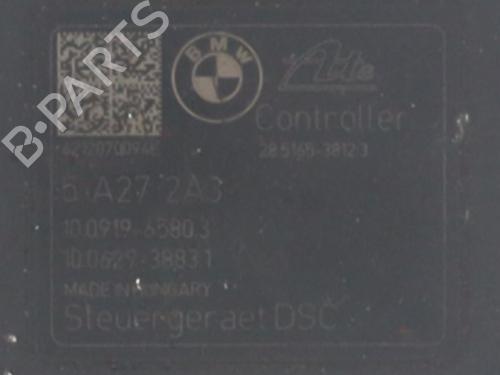 BMW
Ate
Controller
28.5165-3812.3
5 A27 2A3
10.0919-6580.3
10.0629-3883.1
MADE IN HUNGARY
Steuergeraet DSC
B-PARTS